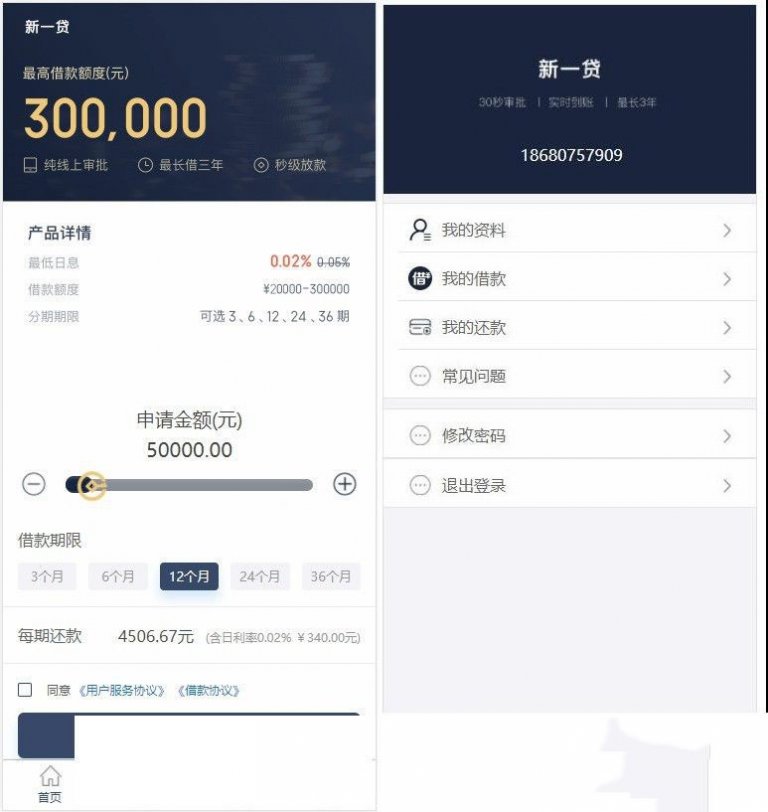 新一贷
最高借款额度(元)
300,000
纯线上审批 最长借三年 秒级放款
产品详情
最低日息 0.02% 0.05%
借款额度 ¥20000-300000
分期期限 可选 3、6、12、24、36 期
申请金额(元)
50000.00
借款期限
3个月 6个月 12个月 24个月 36个月
每期还款 4506.67元 (含日利率0.02% ¥340.00元)
同意《用户服务协议》《借款协议》
首页
新一贷
30秒审批 | 实时到账 | 最长3年
18680757909
我的资料
借 我的借款
我的还款
常见问题
修改密码
退出登录